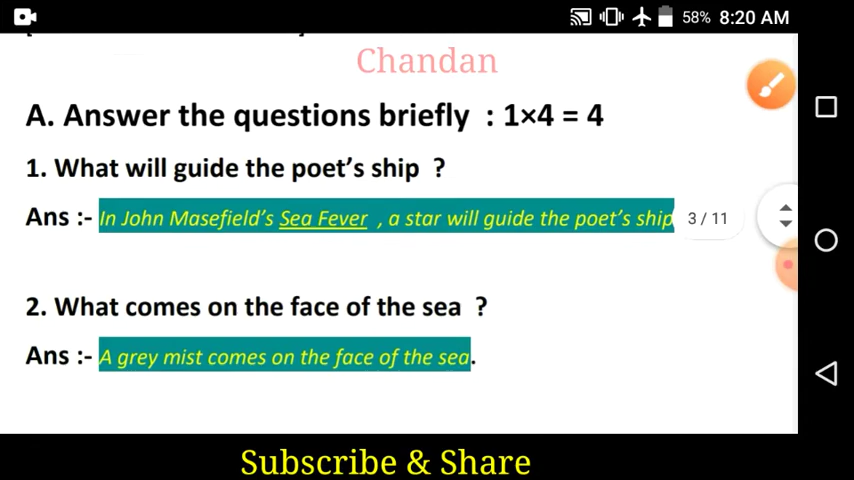 58% 8:20 AM
Chandan
A. Answer the questions briefly : 1×4 = 4
1. What will guide the poet's ship ?
Ans :- In John Masefield's Sea Fever , a star will guide the poet's ship
3 / 11
2. What comes on the face of the sea ?
Ans :- A grey mist comes on the face of the sea.
Subscribe & Share